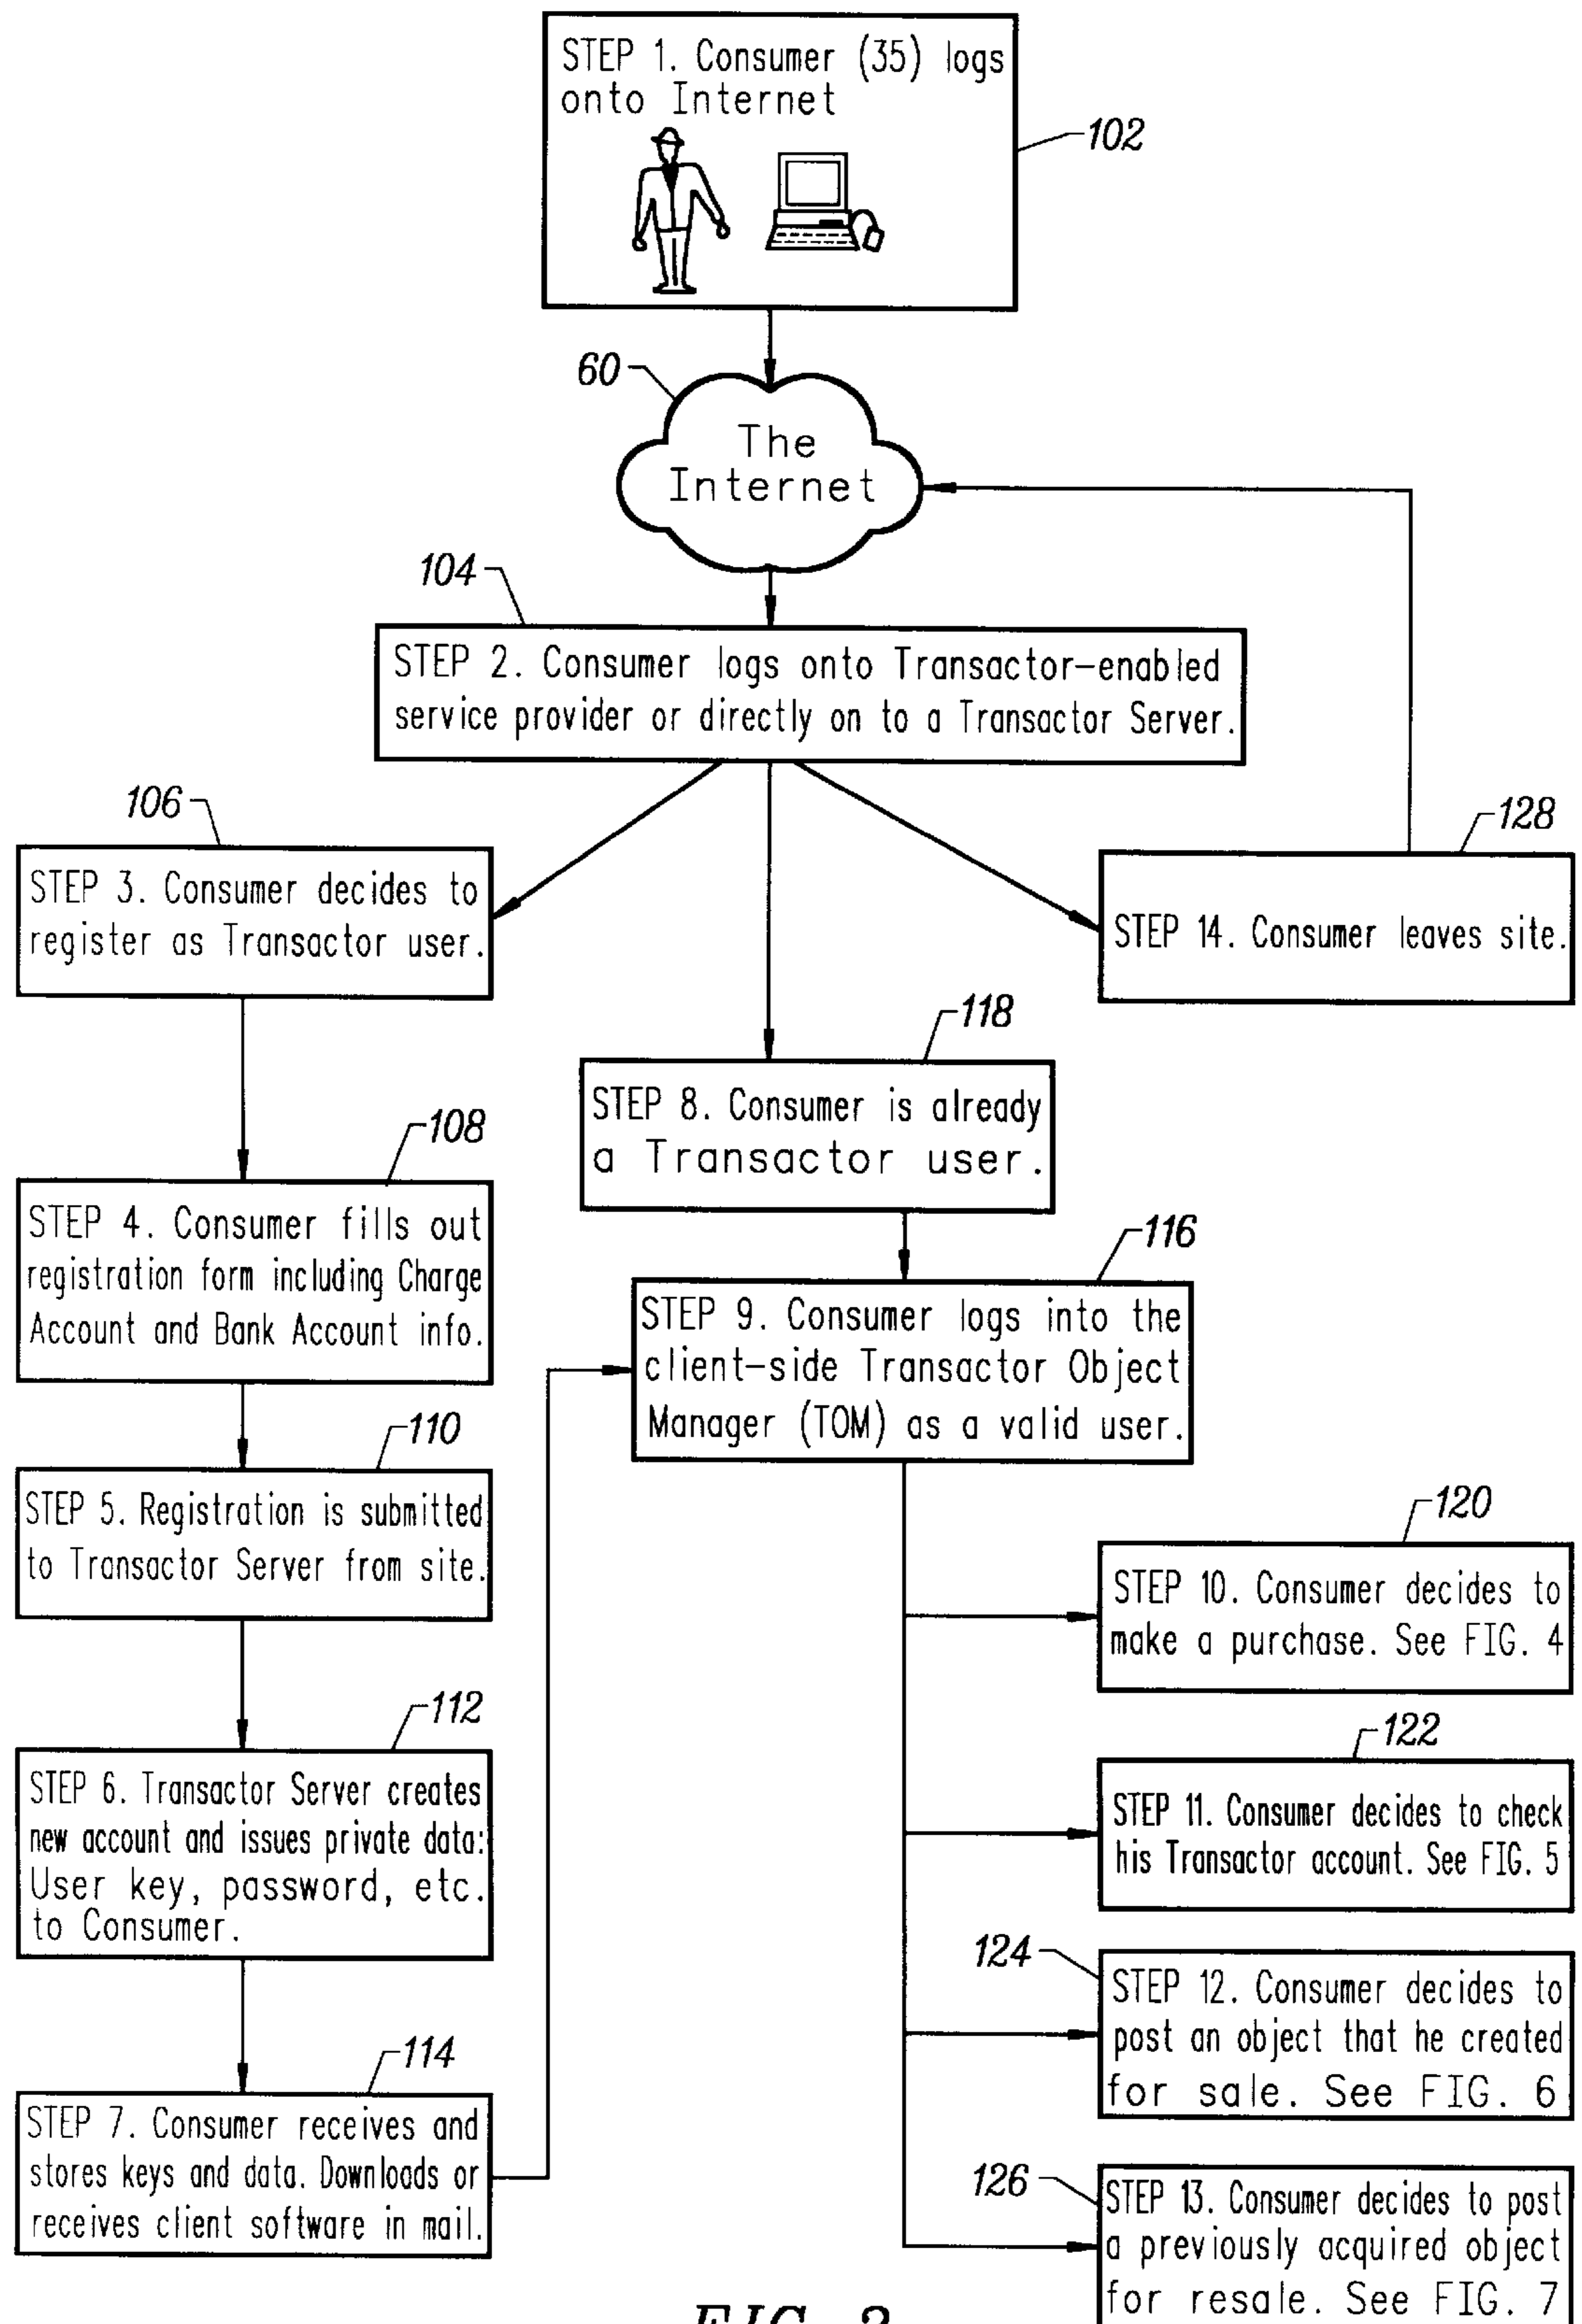 STEP 1. Consumer (35) logs
onto Internet
102
60
The
Internet
104
STEP 2. Consumer logs onto Transactor-enabled
service provider or directly on to a Transactor Server.
106
STEP 3. Consumer decides to
register as Transactor user.
128
STEP 14. Consumer leaves site.
118
STEP 8. Consumer is already
a Transactor user.
108
STEP 4. Consumer fills out
registration form including Charge
Account and Bank Account info.
116
STEP 9. Consumer logs into the
client-side Transactor Object
Manager (TOM) as a valid user.
110
STEP 5. Registration is submitted
to Transactor Server from site.
120
STEP 10. Consumer decides to
make a purchase. See FIG. 4
112
STEP 6. Transactor Server creates
new account and issues private data:
User key, password, etc.
to Consumer.
122
STEP 11. Consumer decides to check
his Transactor account. See FIG. 5
124
STEP 12. Consumer decides to
post an object that he created
for sale. See FIG. 6
114
STEP 7. Consumer receives and
stores keys and data. Downloads or
receives client software in mail.
126
STEP 13. Consumer decides to post
a previously acquired object
for resale. See FIG. 7